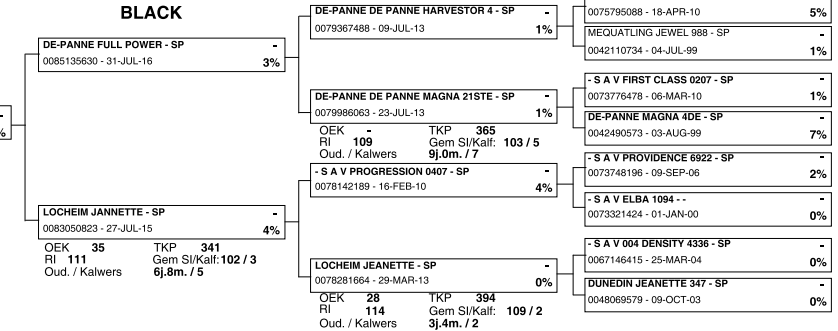 BLACK
-
%
DE-PANNE FULL POWER - SP -
0085135630 - 31-JUL-16 3%
LOCHEIM JANNETTE - SP -
0083050823 - 27-JUL-15 4%
OEK 35 TKP 341
RI 111 Gem SI/Kalf: 102 / 3
Oud. / Kalwers 6j.8m. / 5
DE-PANNE DE PANNE HARVESTOR 4 - SP -
0079367488 - 09-JUL-13 1%
DE-PANNE DE PANNE MAGNA 21STE - SP -
0079986063 - 23-JUL-13 1%
OEK - TKP 365
RI 109 Gem SI/Kalf: 103 / 5
Oud. / Kalwers 9j.0m. / 7
- S A V PROGRESSION 0407 - SP -
0078142189 - 16-FEB-10 4%
LOCHEIM JEANETTE - SP -
0078281664 - 29-MAR-13 0%
OEK 28 TKP 394
RI 114 Gem SI/Kalf: 109 / 2
Oud. / Kalwers 3j.4m. / 2
0075795088 - 18-APR-10 5%
MEQUATLING JEWEL 988 - SP -
0042110734 - 04-JUL-99 1%
- S A V FIRST CLASS 0207 - SP -
0073776478 - 06-MAR-10 1%
DE-PANNE MAGNA 4DE - SP -
0042490573 - 03-AUG-99 7%
- S A V PROVIDENCE 6922 - SP -
0073748196 - 09-SEP-06 2%
- S A V ELBA 1094 - - -
0073321424 - 01-JAN-00 0%
- S A V 004 DENSITY 4336 - SP -
0067146415 - 25-MAR-04 0%
DUNEDIN JEANETTE 347 - SP -
0048069579 - 09-OCT-03 0%